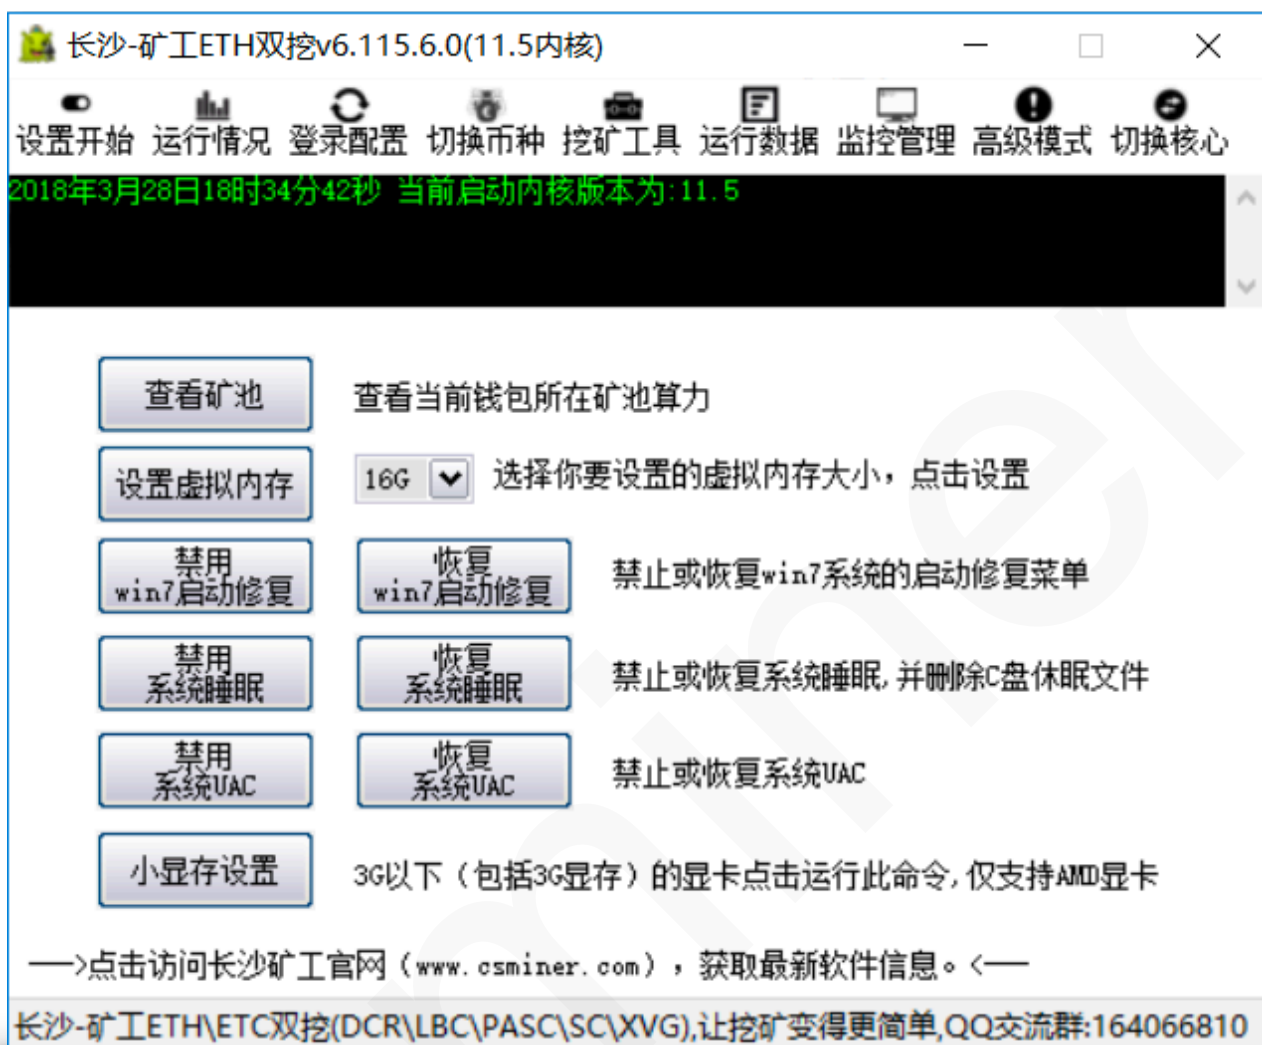 长沙-矿工ETH双挖v6.115.6.0(11.5内核)
设置开始 运行情况 登录配置 切换币种 挖矿工具 运行数据 监控管理 高级模式 切换核心
2018年3月28日18时34分42秒 当前启动内核版本为:11.5
查看矿池 查看当前钱包所在矿池算力
设置虚拟内存 16G 选择你要设置的虚拟内存大小，点击设置
禁用
win7启动修复
恢复
win7启动修复
禁止或恢复win7系统的启动修复菜单
禁用
系统睡眠
恢复
系统睡眠
禁止或恢复系统睡眠,并删除C盘休眠文件
禁用
系统UAC
恢复
系统UAC
禁止或恢复系统UAC
小显存设置 3G以下（包括3G显存）的显卡点击运行此命令,仅支持AMD显卡
——>点击访问长沙矿工官网（www.csminer.com），获取最新软件信息。<——
长沙-矿工ETH\ETC双挖(DCR\LBC\PASC\SC\XVG),让挖矿变得更简单,QQ交流群:164066810
miner